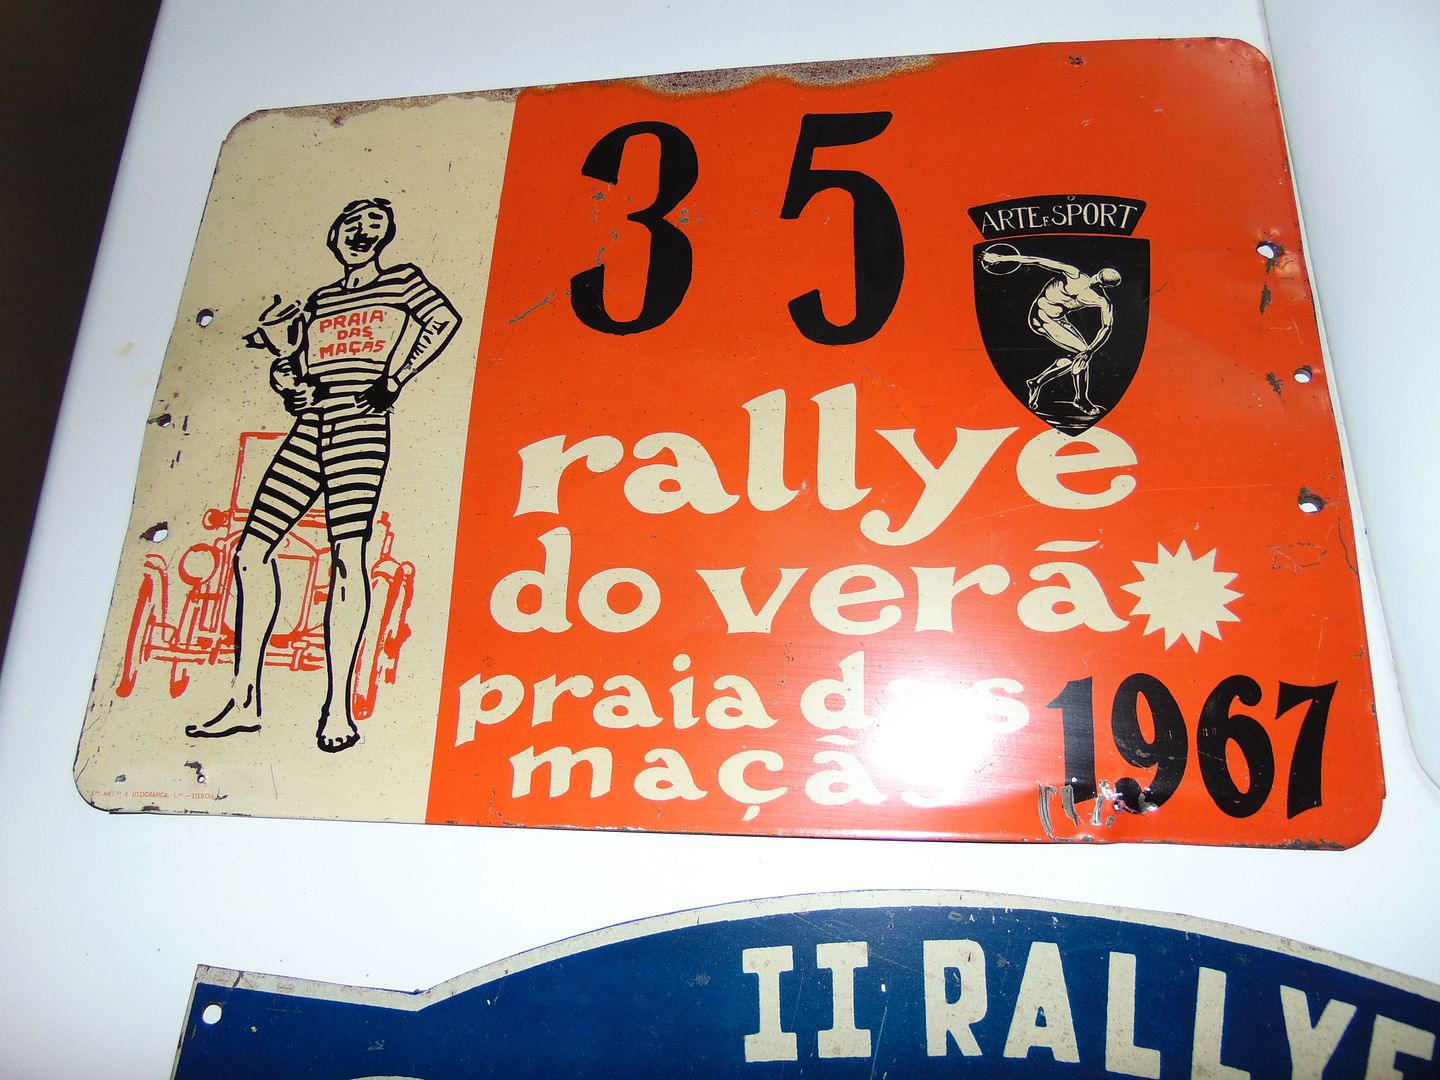 35
ARTE E SPORT
PRAIA
DAS
MAÇÃS
rallye
do verã
praia das
maçãs
1967
II RALLYE